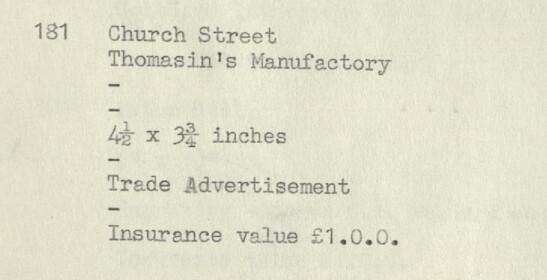 181 Church Street
Thomasin's Manufactory
-
-
4½ x 3¾ inches
-
Trade Advertisement
-
Insurance value £1.0.0.